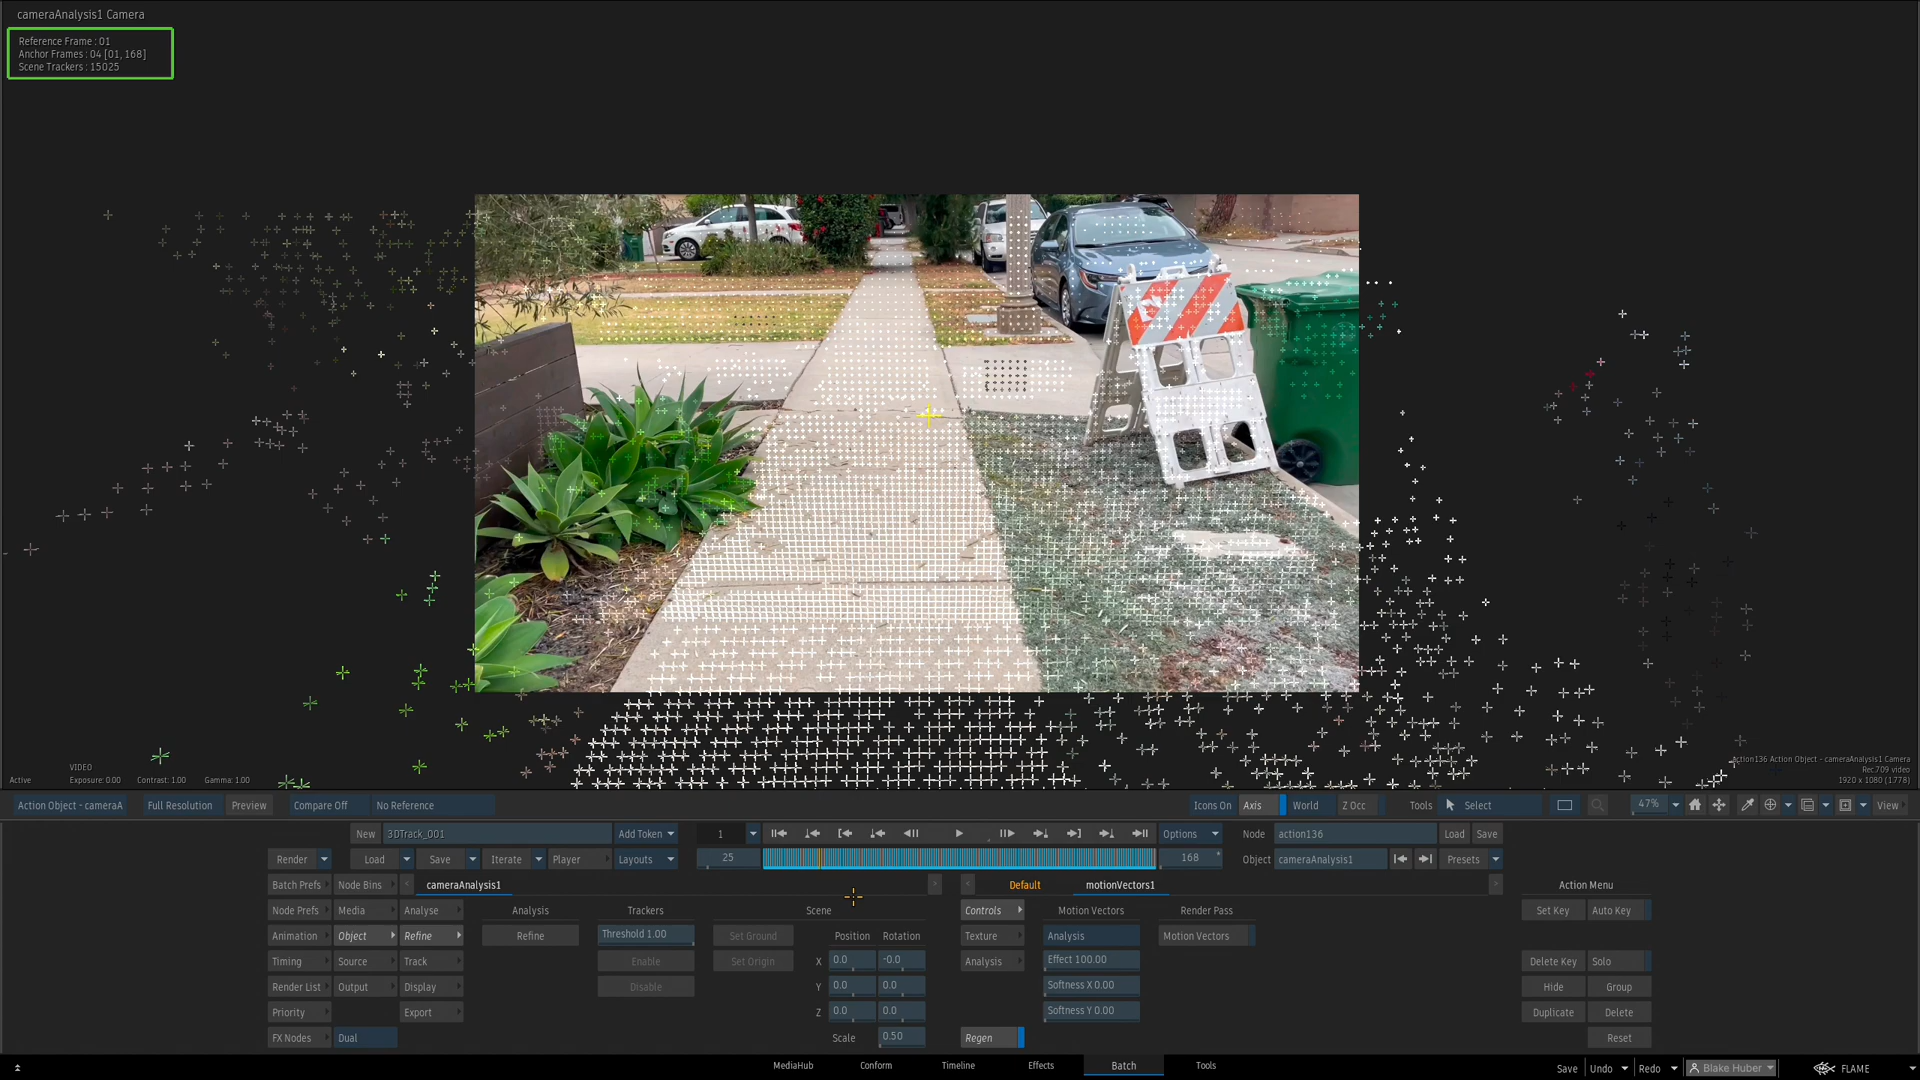 cameraAnalysis1 Camera
Reference Frame : 01
Anchor Frames : 04 [01, 168]
Scene Trackers : 15025
action136 Action Object - cameraAnalysis1 Camera
Rec.709 video
1920 x 1080 (1.778)
VIDEO
Active Exposure: 0.00 Contrast: 1.00 Gamma: 1.00
Action Object - cameraA Full Resolution Preview Compare Off No Reference Icons On Axis World Z Occ Tools Select 47% View
New 3DTrack_001 Add Token 1 Options Node action136 Load Save
Render Load Save Iterate Player Layouts 25 168 Object cameraAnalysis1 Presets
Batch Prefs Node Bins cameraAnalysis1 Default motionVectors1 Action Menu
Node Prefs Media Analyse Analysis Trackers Scene Controls Motion Vectors Render Pass Set Key Auto Key
Animation Object Refine Refine Threshold 1.00 Set Ground Position Rotation Texture Analysis Motion Vectors
Timing Source Track Enable Set Origin X 0.0 -0.0 Analysis Effect 100.00 Delete Key Solo
Render List Output Display Disable Y 0.0 0.0 Softness X 0.00 Hide Group
Priority Export Z 0.0 0.0 Softness Y 0.00 Duplicate Delete
FX Nodes Dual Scale 0.50 Regen Reset
MediaHub Conform Timeline Effects Batch Tools Save Undo Redo Blake Huber FLAME